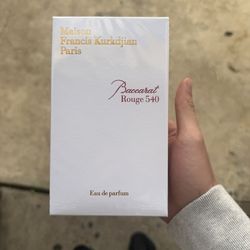 Maison
Francis Kurkdjian
Paris
Baccarat
Rouge 540
Eau de parfum